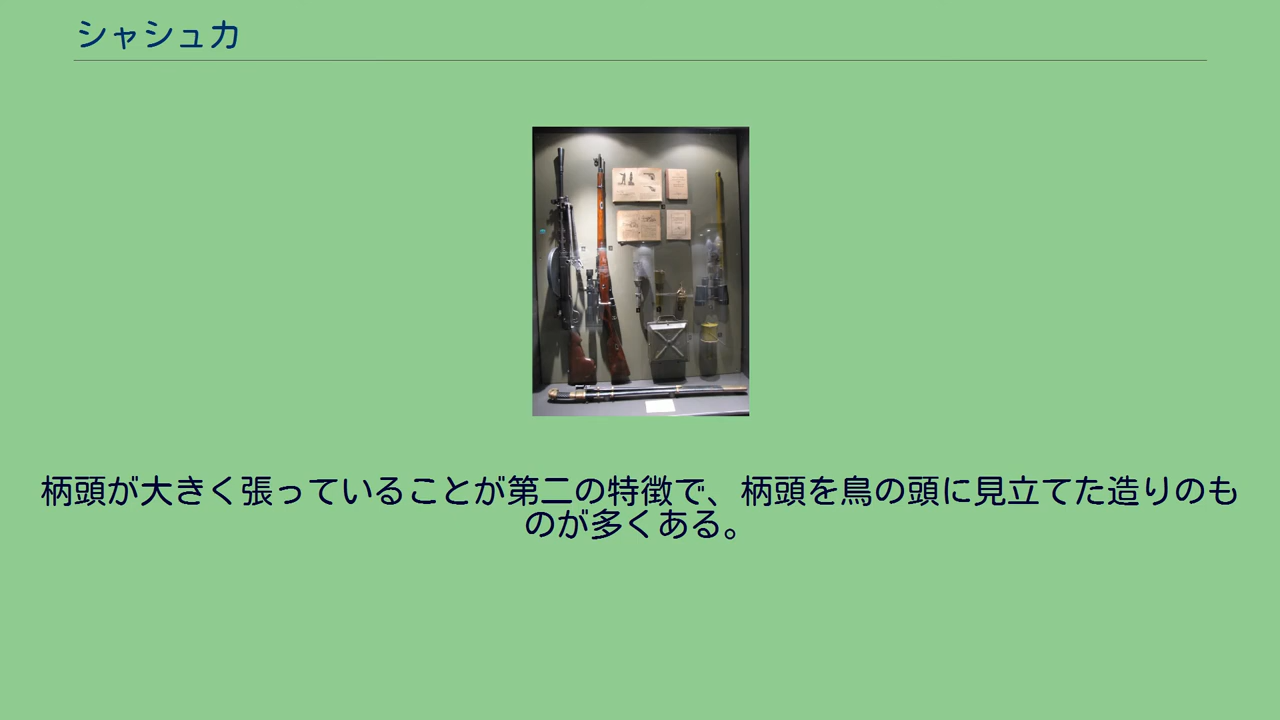 シャシュカ
柄頭が大きく張っていることが第二の特徴で、柄頭を鳥の頭に見立てた造りのも
のが多くある。